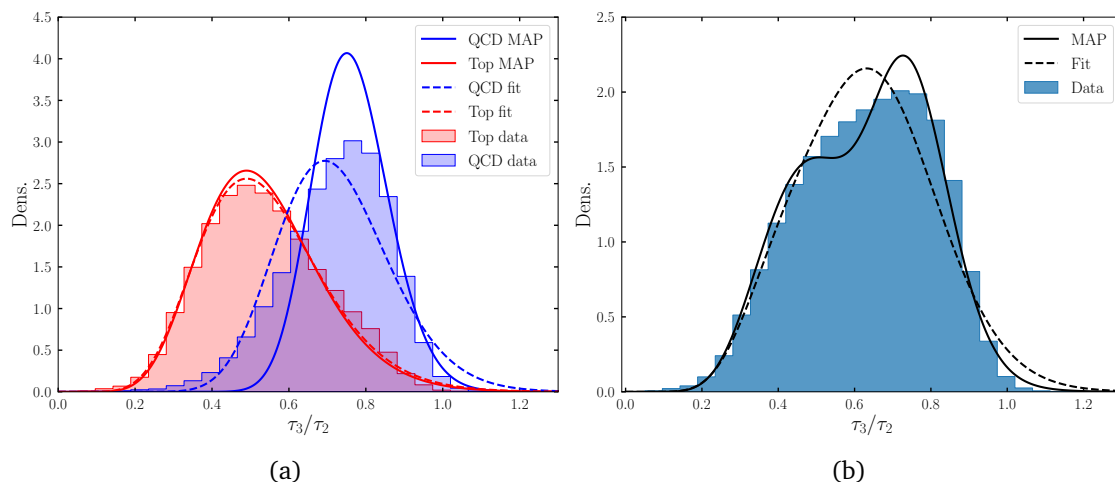 4.5
4.0
3.5
3.0
2.5
2.0
1.5
1.0
0.5
0.0
Dens.
0.0 0.2 0.4 0.6 0.8 1.0 1.2
τ3/τ2
QCD MAP
Top MAP
QCD fit
Top fit
Top data
QCD data
(a)
2.5
2.0
1.5
1.0
0.5
0.0
Dens.
0.0 0.2 0.4 0.6 0.8 1.0 1.2
τ3/τ2
MAP
Fit
Data
(b)